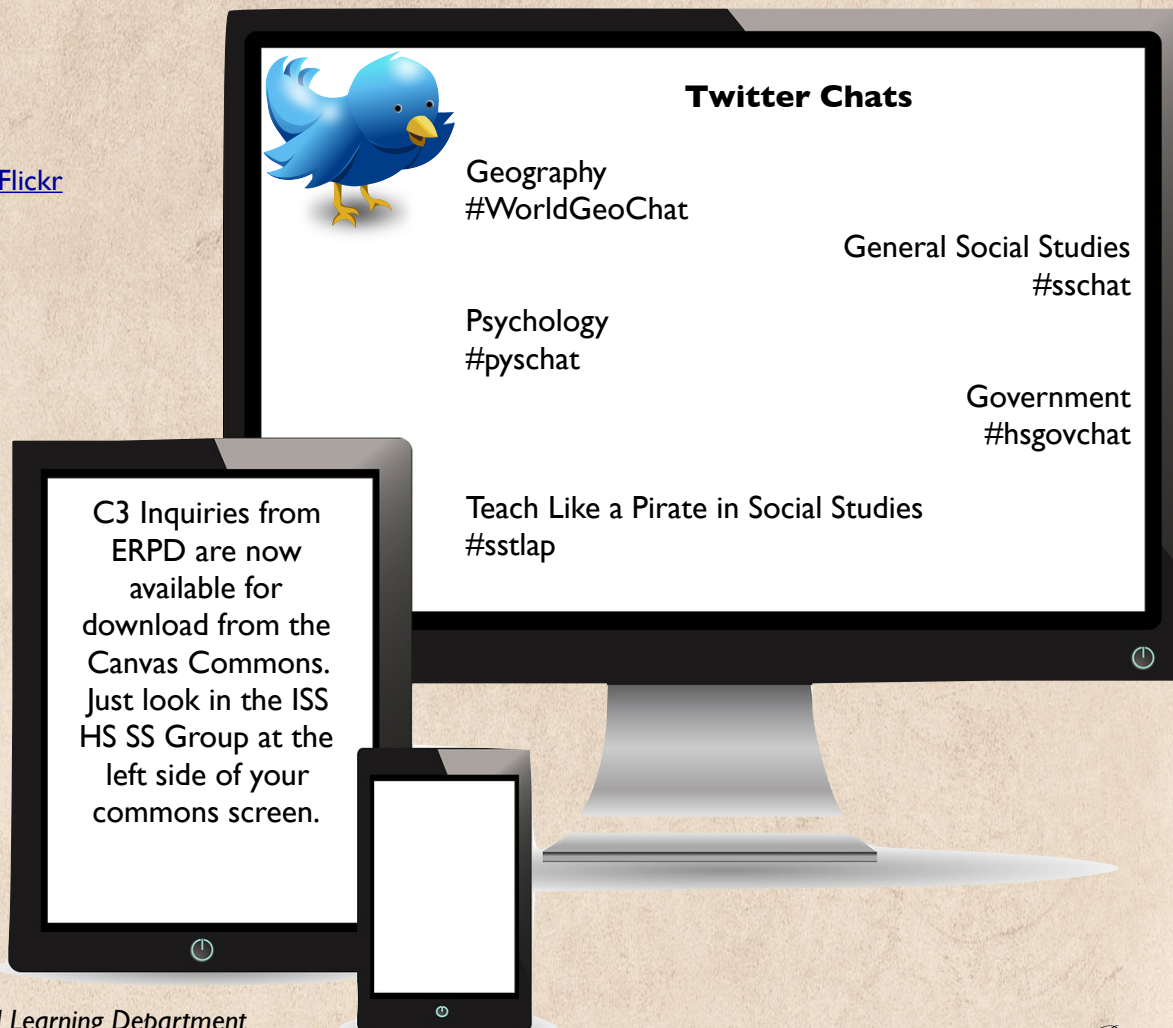 Twitter Chats
Flickr
Geography
#WorldGeoChat
General Social Studies
#sschat
Psychology
#pyschat
Government
#hsgovchat
Teach Like a Pirate in Social Studies
#sstlap
C3 Inquiries from
ERPD are now
available for
download from the
Canvas Commons.
Just look in the ISS
HS SS Group at the
left side of your
commons screen.
Learning Department